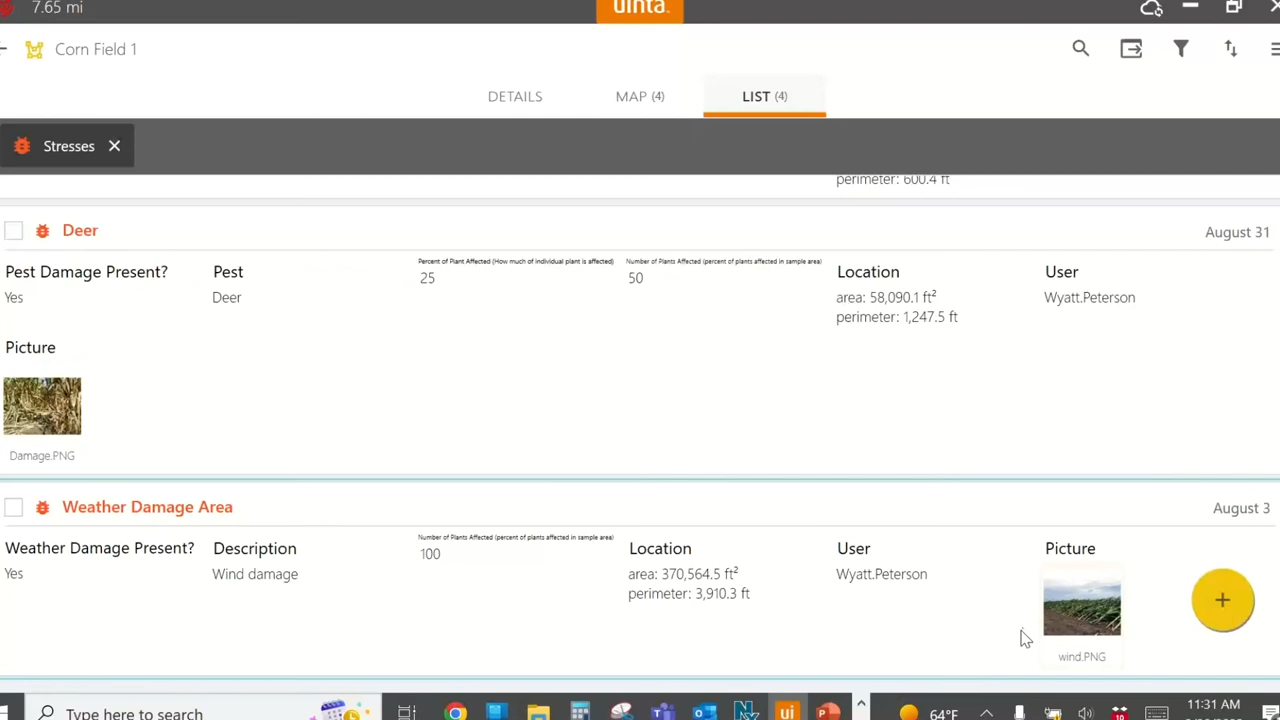 7.65 mi
uinta
Corn Field 1
DETAILS
MAP (4)
LIST (4)
Stresses
perimeter: 600.4 ft
Deer
August 31
Pest Damage Present?
Yes
Pest
Deer
Percent of Plant Affected (How much of individual plant is affected)
25
Number of Plants Affected (percent of plants affected in sample area)
50
Location
area: 58,090.1 ft²
perimeter: 1,247.5 ft
User
Wyatt.Peterson
Picture
Damage.PNG
Weather Damage Area
August 3
Weather Damage Present?
Yes
Description
Wind damage
Number of Plants Affected (percent of plants affected in sample area)
100
Location
area: 370,564.5 ft²
perimeter: 3,910.3 ft
User
Wyatt.Peterson
Picture
wind.PNG
Type here to search
ui
64°F
11:31 AM